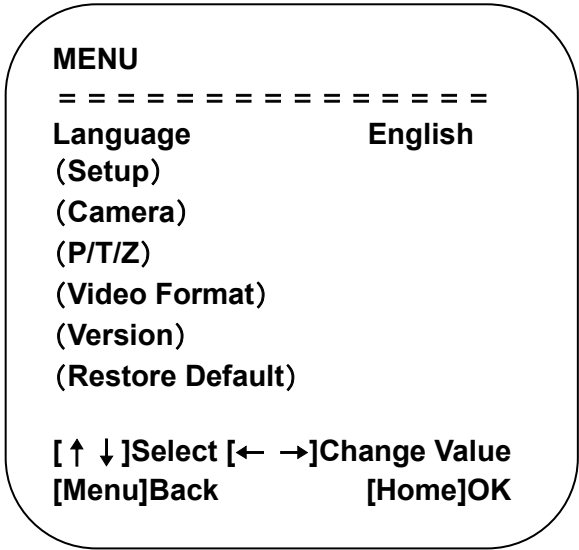 MENU
= = = = = = = = = = = = = = =
Language English
（Setup）
（Camera）
（P/T/Z）
（Video Format）
（Version）
（Restore Default）
[↑ ↓]Select [← →]Change Value
[Menu]Back [Home]OK